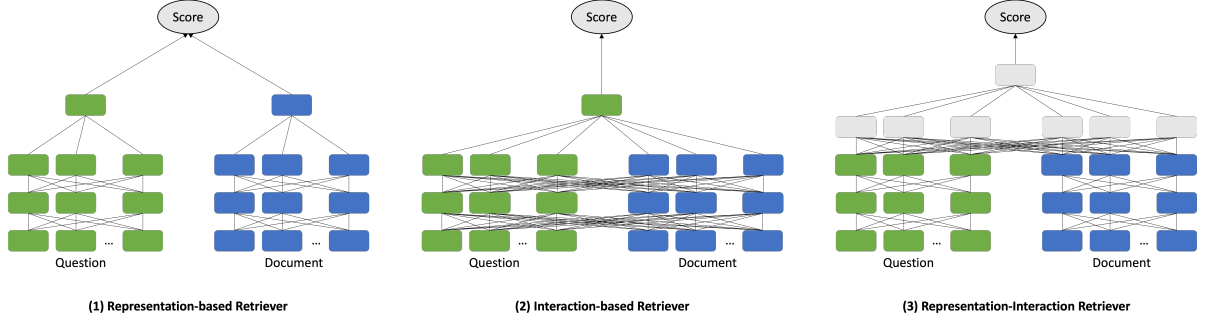 Score
Score
Score
...
...
...
...
...
...
Question
Document
Question
Document
Question
Document
(1) Representation-based Retriever
(2) Interaction-based Retriever
(3) Representation-Interaction Retriever